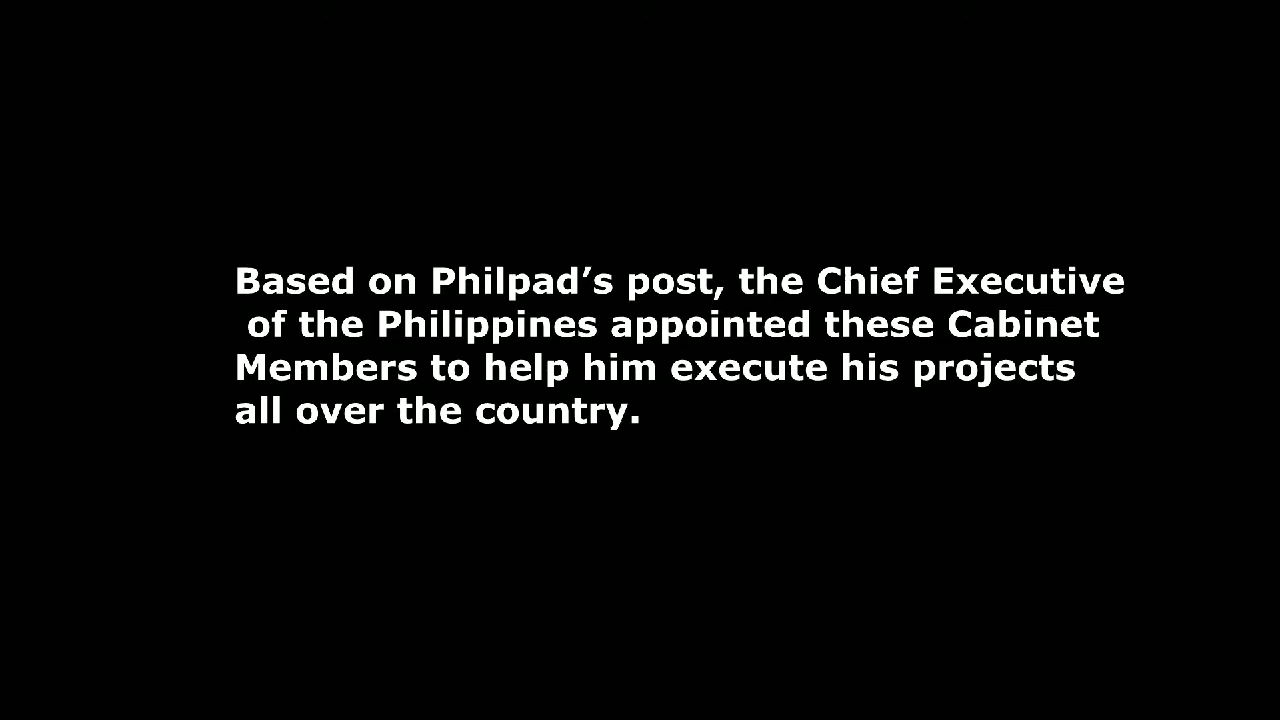 Based on Philpad’s post, the Chief Executive
of the Philippines appointed these Cabinet
Members to help him execute his projects
all over the country.